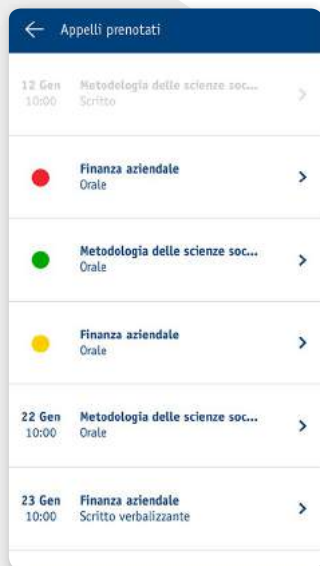 Appelli prenotati
12 Gen
10:00
Metodologia delle scienze soc...
Scritto
Finanza aziendale
Orale
Metodologia delle scienze soc...
Orale
Finanza aziendale
Orale
22 Gen
10:00
Metodologia delle scienze soc...
Orale
23 Gen
10:00
Finanza aziendale
Scritto verbalizzante